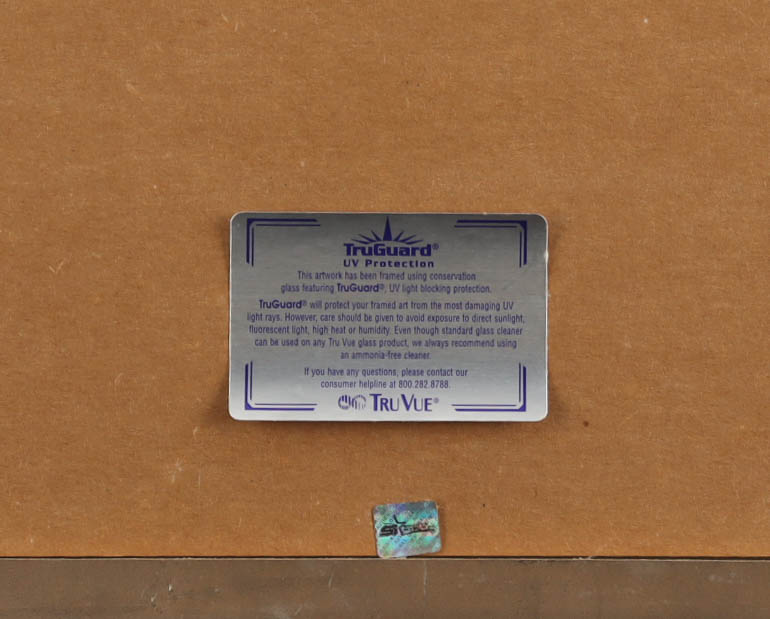 TruGuard®
UV Protection
This artwork has been framed using conservation
glass featuring TruGuard®, UV light blocking protection.
TruGuard® will protect your framed art from the most damaging UV
light rays. However, care should be given to avoid exposure to direct sunlight,
fluorescent light, high heat or humidity. Even though standard glass cleaner
can be used on any Tru Vue glass product, we always recommend using
an ammonia-free cleaner.
If you have any questions, please contact our
consumer helpline at 800.282.8788.
TRU VUE®